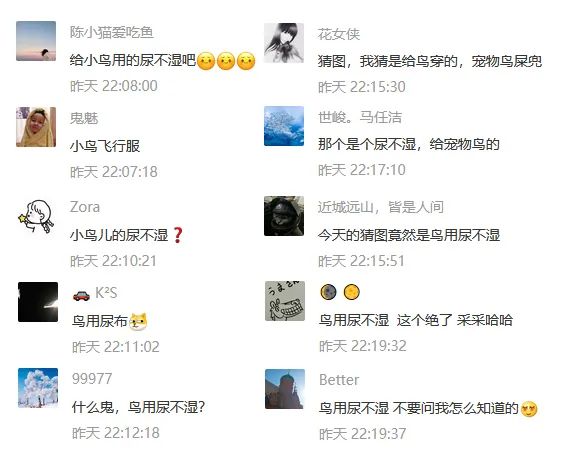 陈小猫爱吃鱼
给小鸟用的尿不湿吧
昨天 22:08:00
鬼魅
小鸟飞行服
昨天 22:07:18
Zora
小鸟儿的尿不湿❓
昨天 22:10:21
🚗 K²S
鸟用尿布
昨天 22:11:02
99977
什么鬼，鸟用尿不湿？
昨天 22:12:18
花女侠
猜图，我猜是给鸟穿的，宠物鸟屎兜
昨天 22:15:30
世峻。马任洁
那个是个尿不湿，给宠物鸟的
昨天 22:17:10
近城远山，皆是人间
今天的猜图竟然是鸟用尿不湿
昨天 22:15:51
鸟用尿不湿 这个绝了 采采哈哈
昨天 22:19:32
Better
鸟用尿不湿 不要问我怎么知道的
昨天 22:19:37